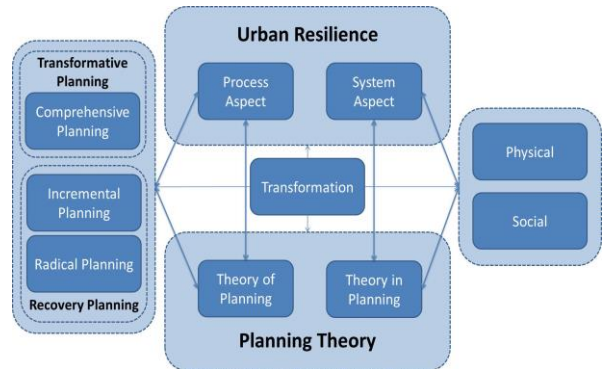 Urban Resilience
Transformative
Planning
Comprehensive
Planning
Process
Aspect
System
Aspect
Physical
Transformation
Incremental
Planning
Social
Radical Planning
Recovery Planning
Theory of
Planning
Theory in
Planning
Planning Theory